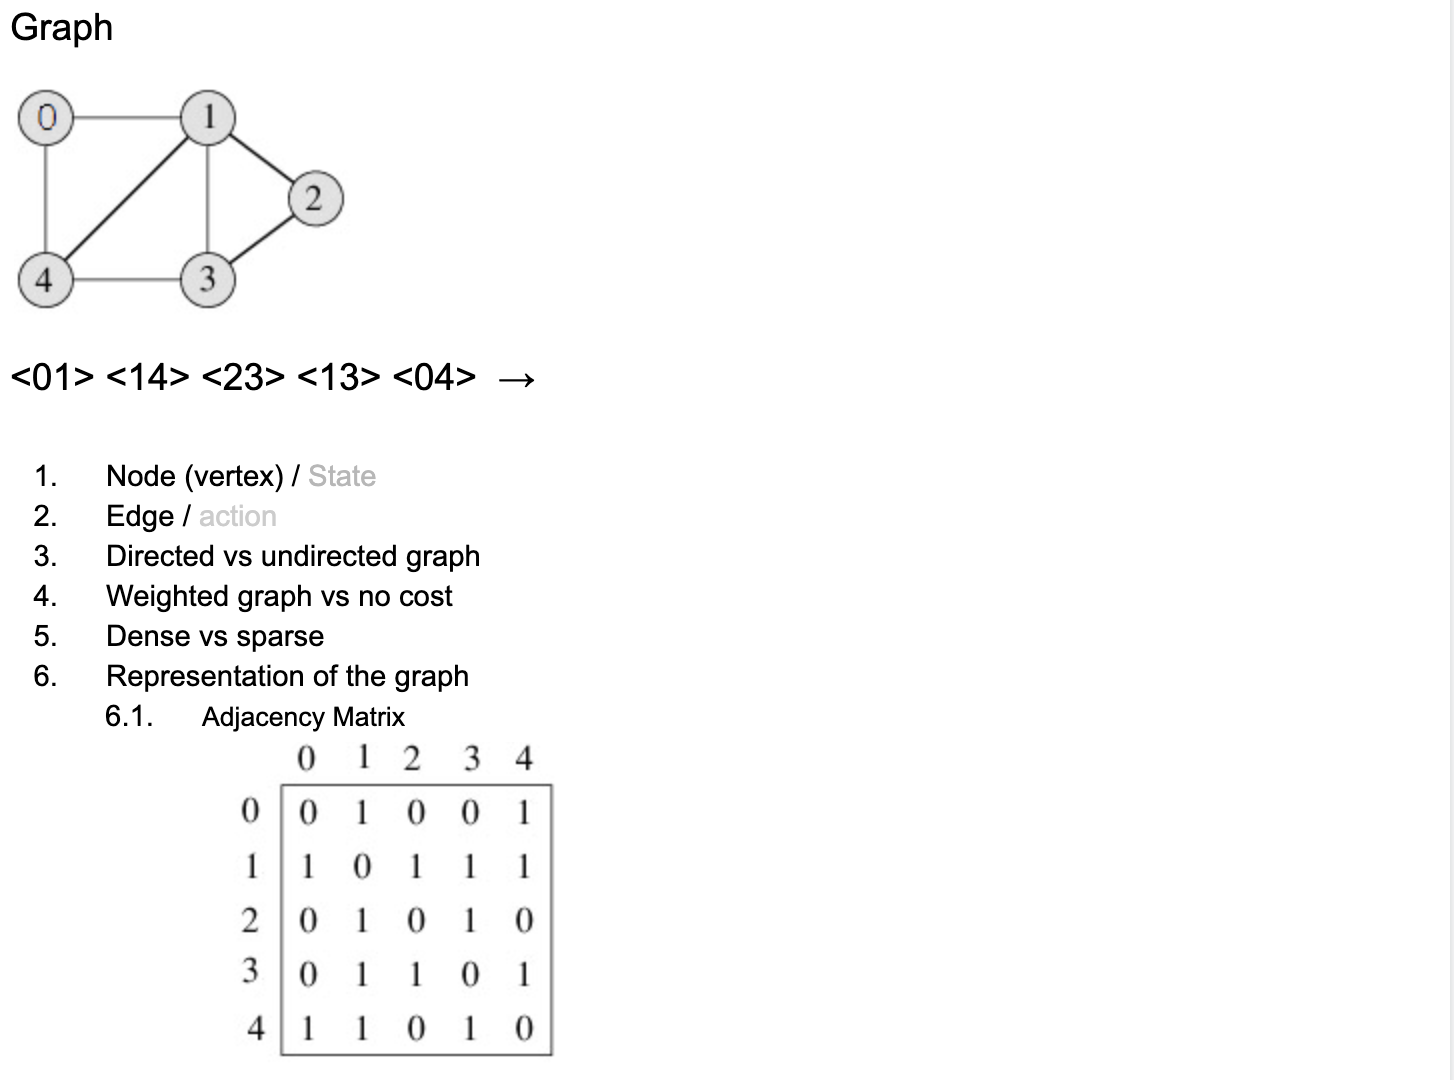 Graph
0 1
2
4 3
<01> <14> <23> <13> <04> →
1. Node (vertex) / State
2. Edge / action
3. Directed vs undirected graph
4. Weighted graph vs no cost
5. Dense vs sparse
6. Representation of the graph
6.1. Adjacency Matrix
0 1 2 3 4
0 0 1 0 0 1
1 1 0 1 1 1
2 0 1 0 1 0
3 0 1 1 0 1
4 1 1 0 1 0